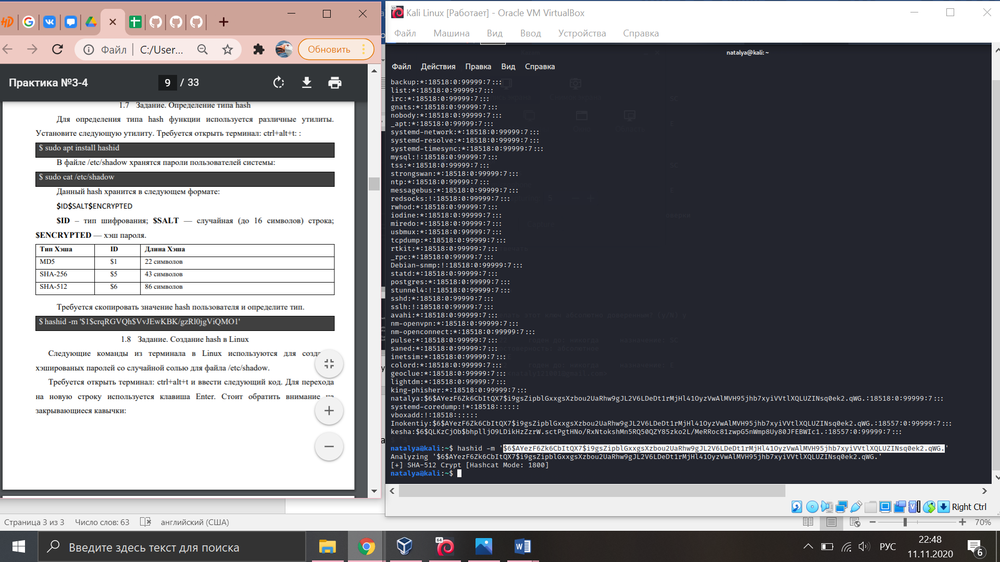 Файл
C:/User...
Обновить
Практика №3-4
9 / 33
1.7 Задание. Определение типа hash
Для определения типа hash функции используется различные утилиты.
Установите следующую утилиту. Требуется открыть терминал: ctrl+alt+t: :
$ sudo apt install hashid
В файле /etc/shadow хранятся пароли пользователей системы:
$ sudo cat /etc/shadow
Данный hash хранится в следующем формате:
$ID$SALT$ENCRYPTED
$ID – тип шифрования; $SALT — случайная (до 16 символов) строка;
$ENCRYPTED — хэш пароля.
Тип Хэша ID Длина Хэша
MD5 $1 22 символов
SHA-256 $5 43 символов
SHA-512 $6 86 символов
Требуется скопировать значение hash пользователя и определите тип.
$ hashid -m '$1$crqRGVQh$VvJEwKBK/gzRl0jgViQMO1'
1.8 Задание. Создание hash в Linux
Следующие команды из терминала в Linux используются для
хэшированых паролей со случайной солью для файла /etc/shadow.
Требуется открыть терминал: ctrl+alt+t и ввести следующий код. Для перехода
на новую строку используется клавиша Enter. Стоит обратить внимание
закрывающиеся кавычки:
Kali Linux [Работает] - Oracle VM VirtualBox
Файл Машина Вид Ввод Устройства Справка
natalya@kali: ~
Файл Действия Правка Вид Справка
backup:*:18518:0:99999:7:::
list:*:18518:0:99999:7:::
irc:*:18518:0:99999:7:::
gnats:*:18518:0:99999:7:::
nobody:*:18518:0:99999:7:::
_apt:*:18518:0:99999:7:::
systemd-network:*:18518:0:99999:7:::
systemd-resolve:*:18518:0:99999:7:::
systemd-timesync:*:18518:0:99999:7:::
mysql:!:18518:0:99999:7:::
tss:*:18518:0:99999:7:::
strongswan:*:18518:0:99999:7:::
ntp:*:18518:0:99999:7:::
messagebus:*:18518:0:99999:7:::
redsocks:!:18518:0:99999:7:::
rwhod:*:18518:0:99999:7:::
iodine:*:18518:0:99999:7:::
miredo:*:18518:0:99999:7:::
usbmux:*:18518:0:99999:7:::
tcpdump:*:18518:0:99999:7:::
rtkit:*:18518:0:99999:7:::
_rpc:*:18518:0:99999:7:::
Debian-snmp:!:18518:0:99999:7:::
statd:*:18518:0:99999:7:::
postgres:*:18518:0:99999:7:::
stunnel4:!:18518:0:99999:7:::
sshd:*:18518:0:99999:7:::
sslh:!:18518:0:99999:7:::
avahi:*:18518:0:99999:7:::
nm-openvpn:*:18518:0:99999:7:::
nm-openconnect:*:18518:0:99999:7:::
pulse:*:18518:0:99999:7:::
saned:*:18518:0:99999:7:::
inetsim:*:18518:0:99999:7:::
colord:*:18518:0:99999:7:::
geoclue:*:18518:0:99999:7:::
lightdm:*:18518:0:99999:7:::
king-phisher:*:18518:0:99999:7:::
natalya:$6$AYezF6Zk6CbItQX7$i9gsZipblGxxgsXzbou2UaRhw9gJL2V6LDeDt1rMjHl41OyzVwAlMVH95jhb7xyiVVtlXQLUZINsq0ek2.qWG.:18518:0:99999:7:::
systemd-coredump:!*:18518::::::
vboxadd:!:18518::::::
Inokentiy:$6$AYezF6Zk6CbItQX7$i9gsZipblGxxgsXzbou2UaRhw9gJL2V6LDeDt1rMjHl41OyzVwAlMVH95jhb7xyiVVtlXQLUZINsq0ek2.qWG.:18557:0:99999:7:::
kesha:$6$QLKzCjOb$bhplljO9LDikHzZzrW.sctPgtHNo/RxNtokshMn5RQ50QZY85zko2L/MeRRoc81zwpG5nWmp8Uy80JFEBWIc1.:18557:0:99999:7:::
natalya@kali:~$ hashid -m '$6$AYezF6Zk6CbItQX7$i9gsZipblGxxgsXzbou2UaRhw9gJL2V6LDeDt1rMjHl41OyzVwAlMVH95jhb7xyiVVtlXQLUZINsq0ek2.qWG.'
Analyzing '$6$AYezF6Zk6CbItQX7$i9gsZipblGxxgsXzbou2UaRhw9gJL2V6LDeDt1rMjHl41OyzVwAlMVH95jhb7xyiVVtlXQLUZINsq0ek2.qWG.'
[+] SHA-512 Crypt [Hashcat Mode: 1800]
natalya@kali:~$
Right Ctrl
Страница 3 из 3 Число слов: 63 английский (США)
70%
Введите здесь текст для поиска
РУС
22:48
11.11.2020
6